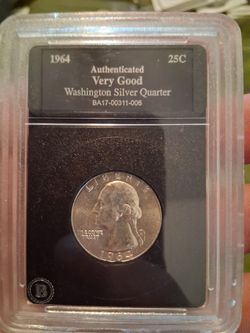 1964 25C
Authenticated
Very Good
Washington Silver Quarter
BA17-00311-006
LIBERTY
IN GOD WE
TRUST
1964
B